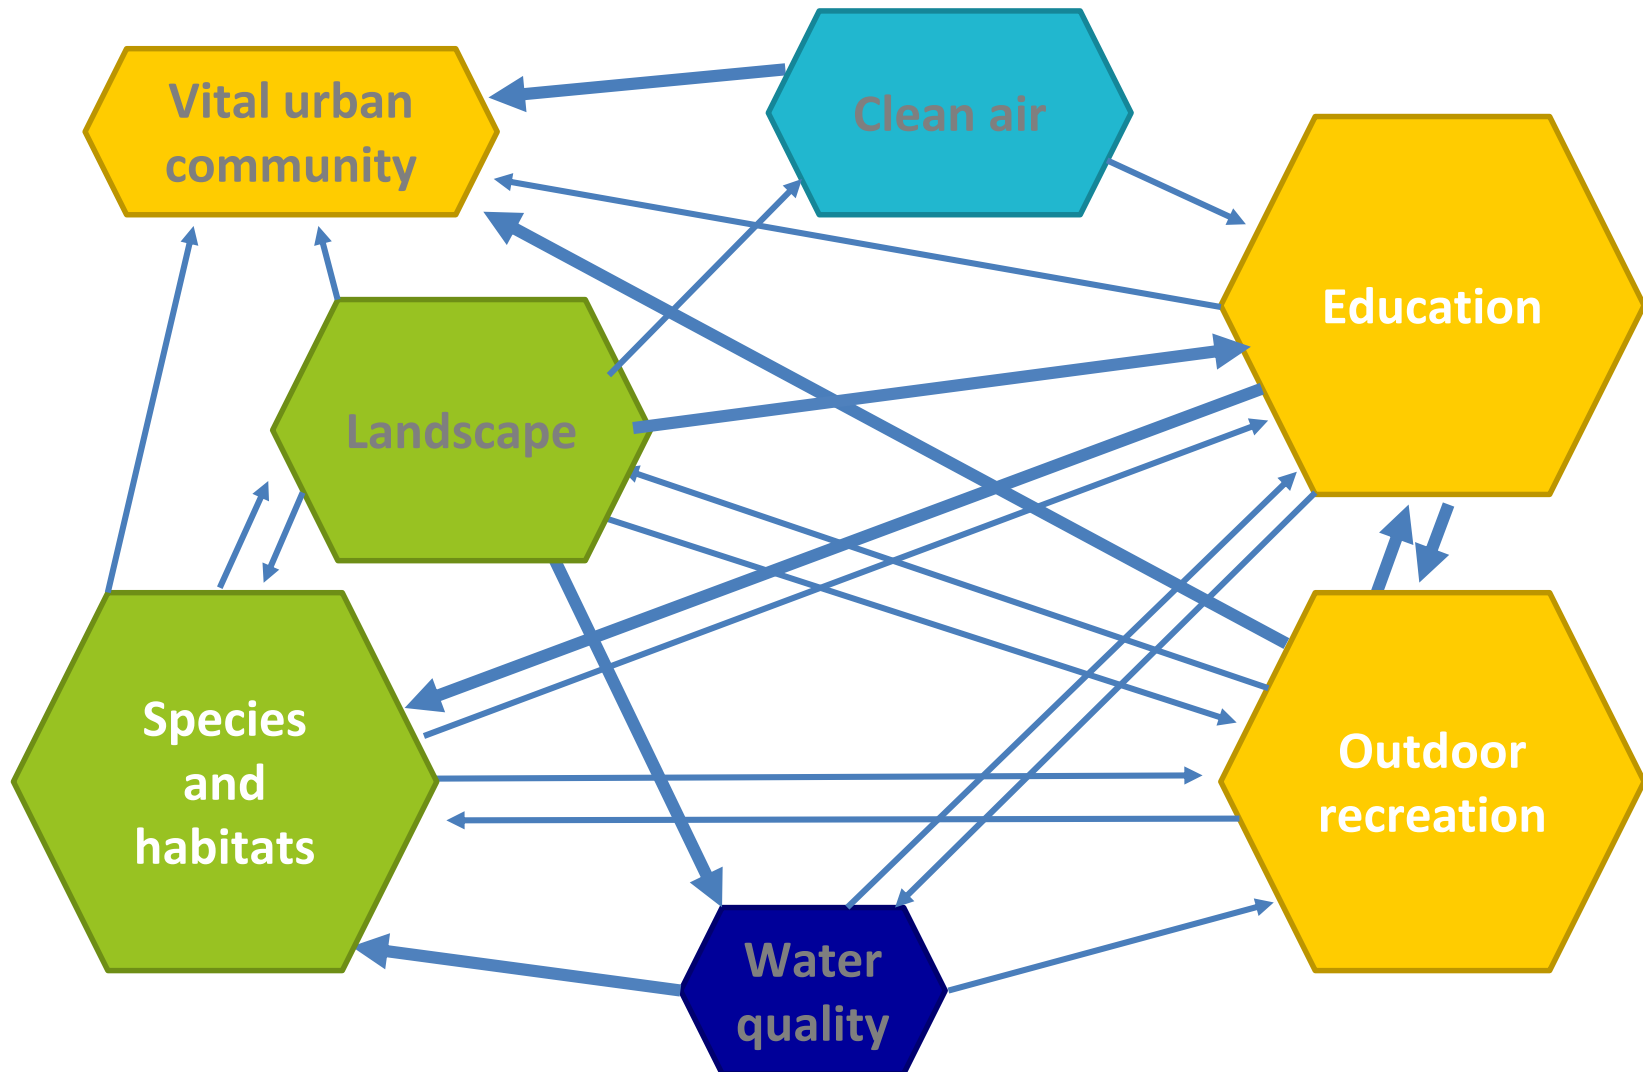 Vital urban
community
Clean air
Education
Landscape
Species
and
habitats
Outdoor
recreation
Water
quality